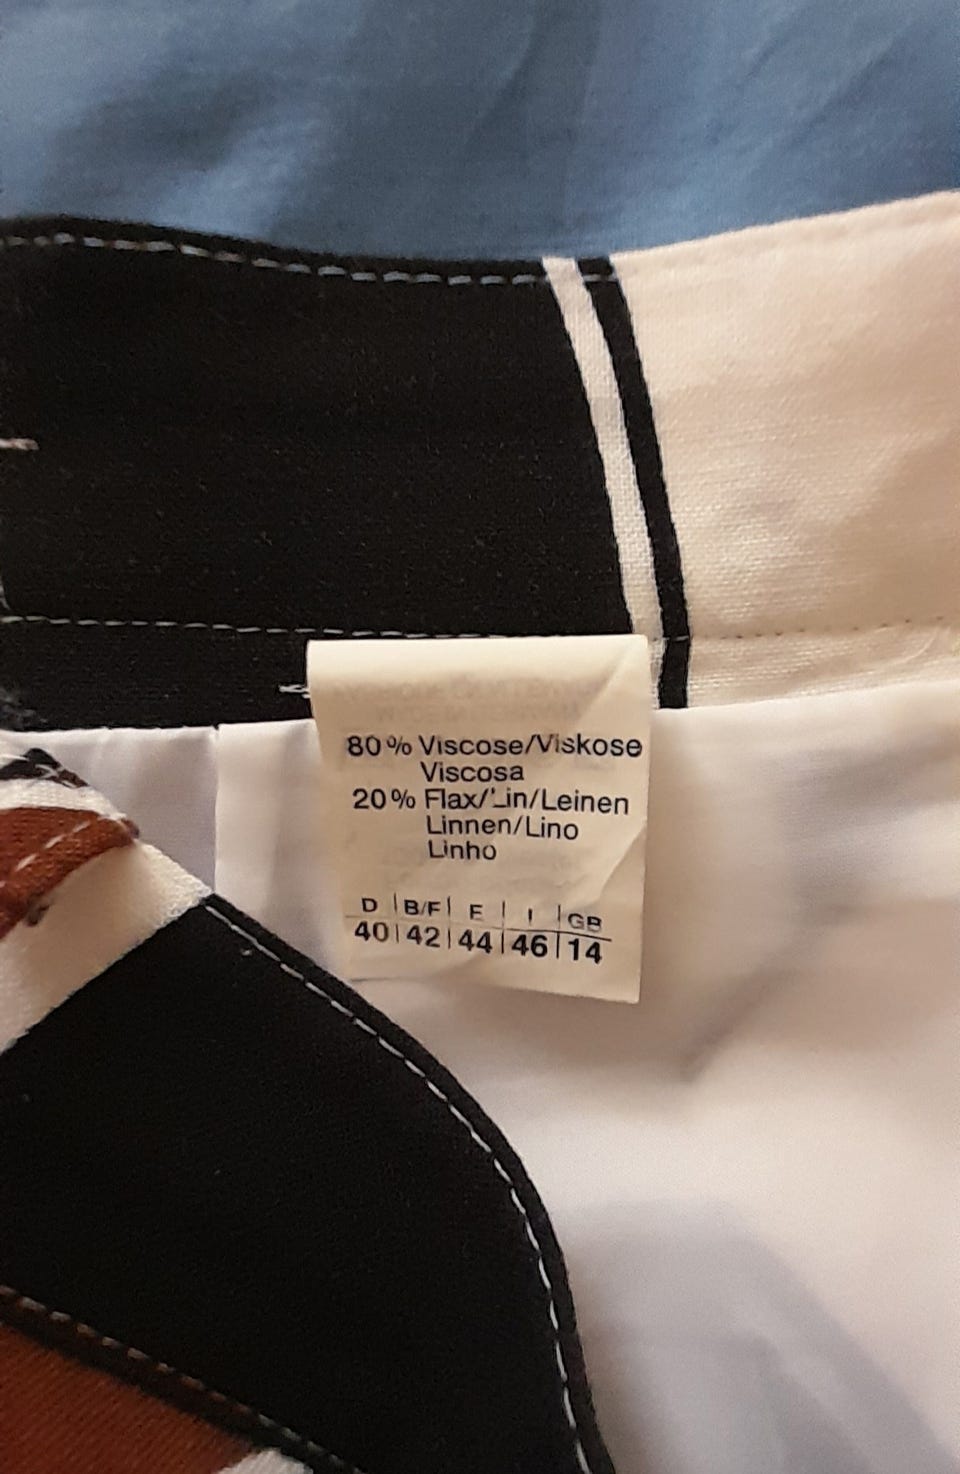 80% Viscose/Viskose
Viscosa
20% Flax/Lin/Leinen
Linnen/Lino
Linho
D | B/F | E | I | GB
40 | 42 | 44 | 46 | 14